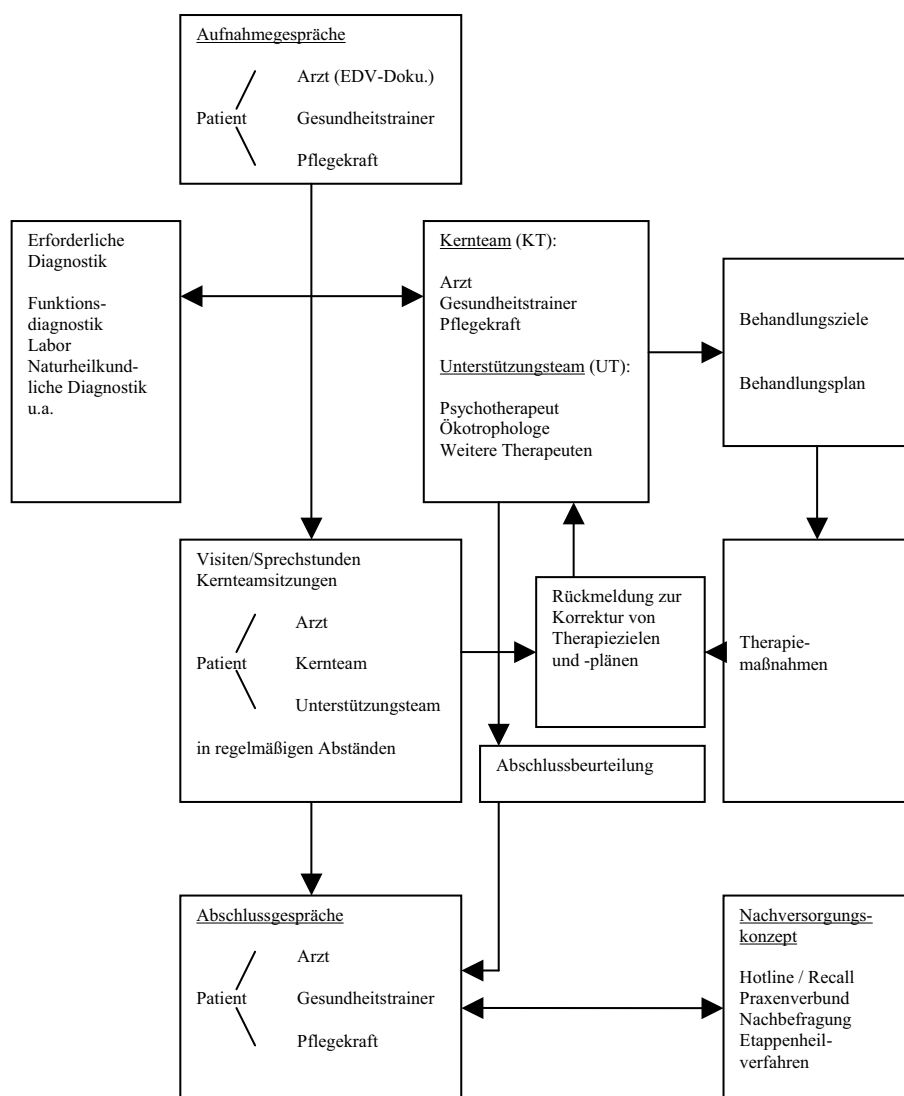 Aufnahmegespräche
Arzt (EDV-Doku.)
Patient Gesundheitstrainer
Pflegekraft
Erforderliche
Diagnostik
Funktions-
diagnostik
Labor
Naturheilkund-
liche Diagnostik
u.a.
Kernteam (KT):
Arzt
Gesundheitstrainer
Pflegekraft
Unterstützungsteam (UT):
Psychotherapeut
Ökotrophologe
Weitere Therapeuten
Behandlungsziele
Behandlungsplan
Visiten/Sprechstunden
Kernteamsitzungen
Arzt
Patient Kernteam
Unterstützungsteam
in regelmäßigen Abständen
Rückmeldung zur
Korrektur von
Therapiezielen
und -plänen
Therapie-
maßnahmen
Abschlussbeurteilung
Abschlussgespräche
Arzt
Patient Gesundheitstrainer
Pflegekraft
Nachversorgungs-
konzept
Hotline / Recall
Praxenverbund
Nachbefragung
Etappenheil-
verfahren